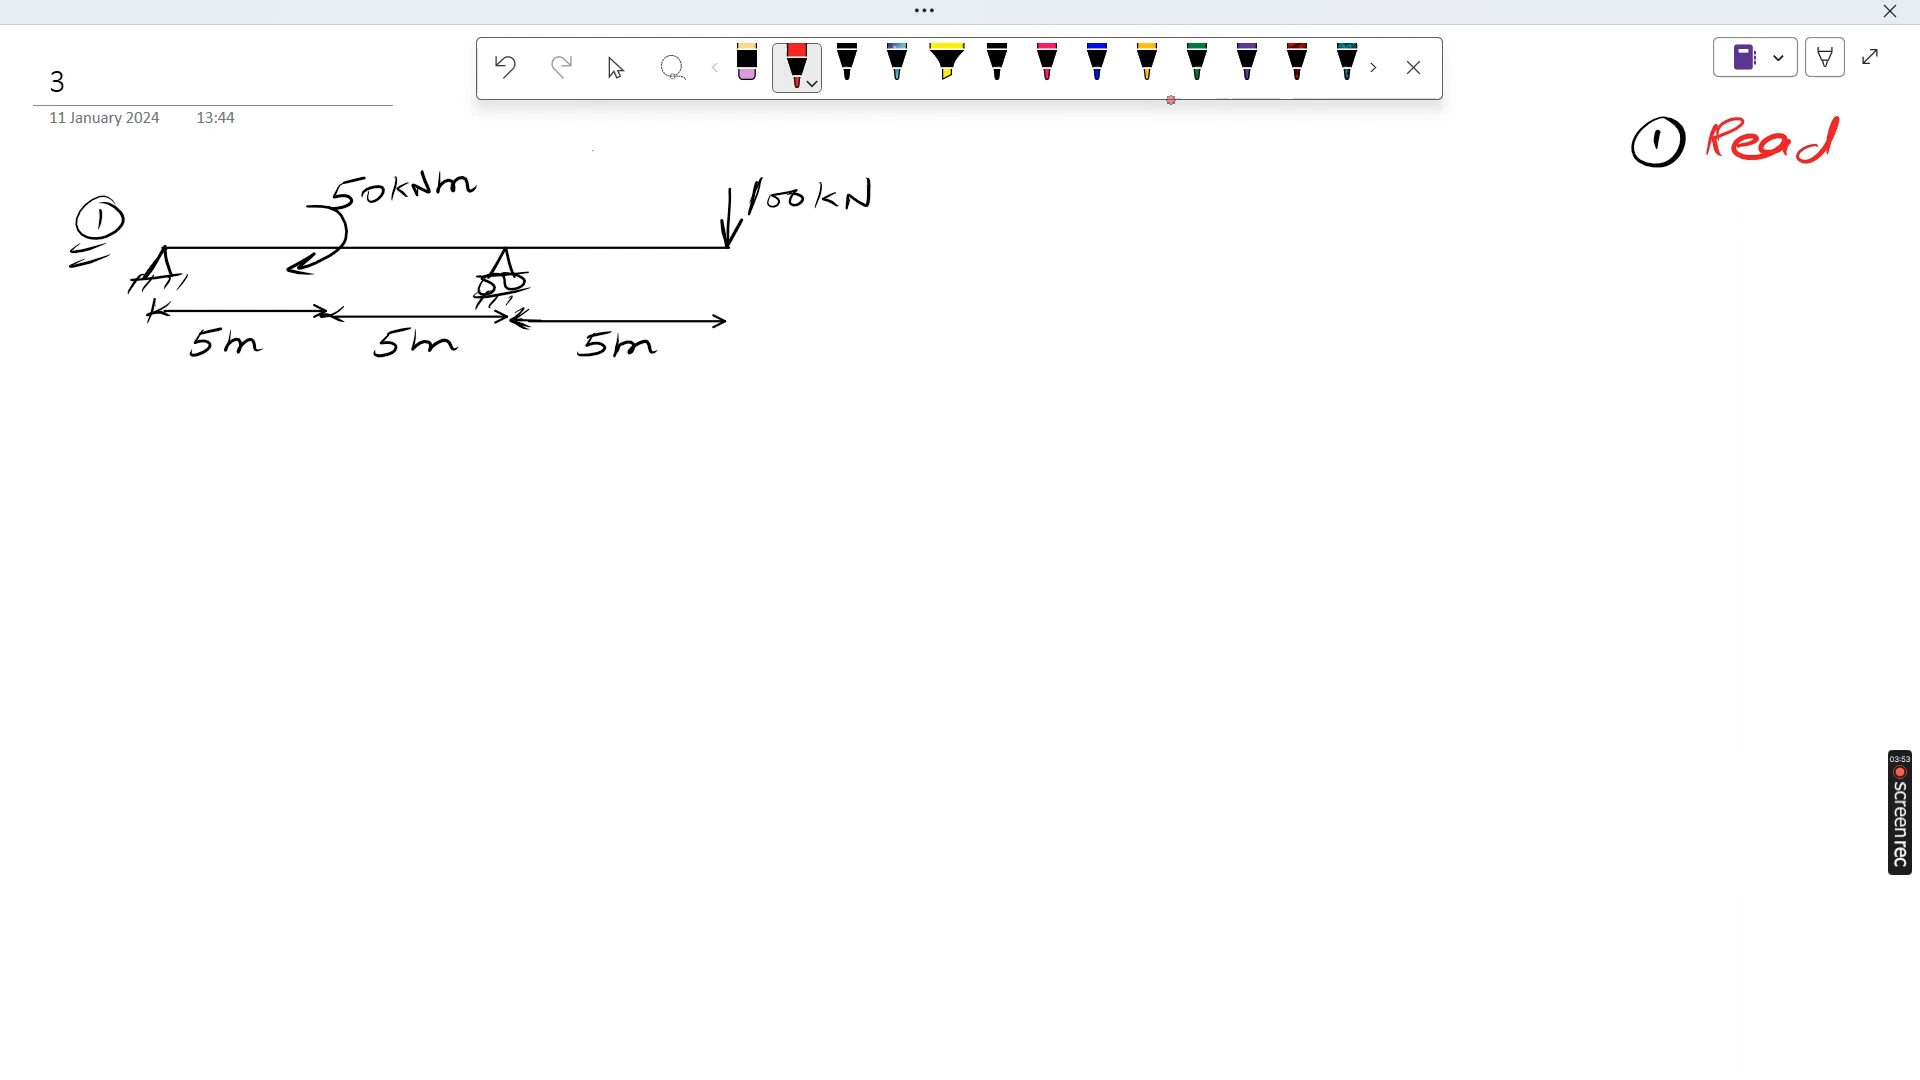 3
11 January 2024 13:44
① Read
① 50kNm 100kN
5m 5m 5m
03:53
screenrec